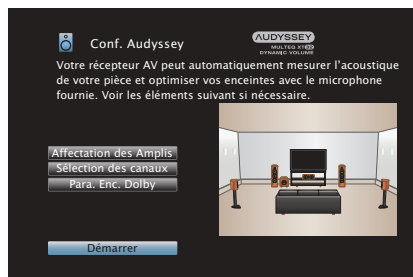 Conf. Audyssey
AUDYSSEY
MULTEQ XT32
DYNAMIC VOLUME
Votre récepteur AV peut automatiquement mesurer l'acoustique
de votre pièce et optimiser vos enceintes avec le microphone
fournie. Voir les éléments suivant si nécessaire.
Affectation des Amplis
Sélection des canaux
Para. Enc. Dolby
Démarrer